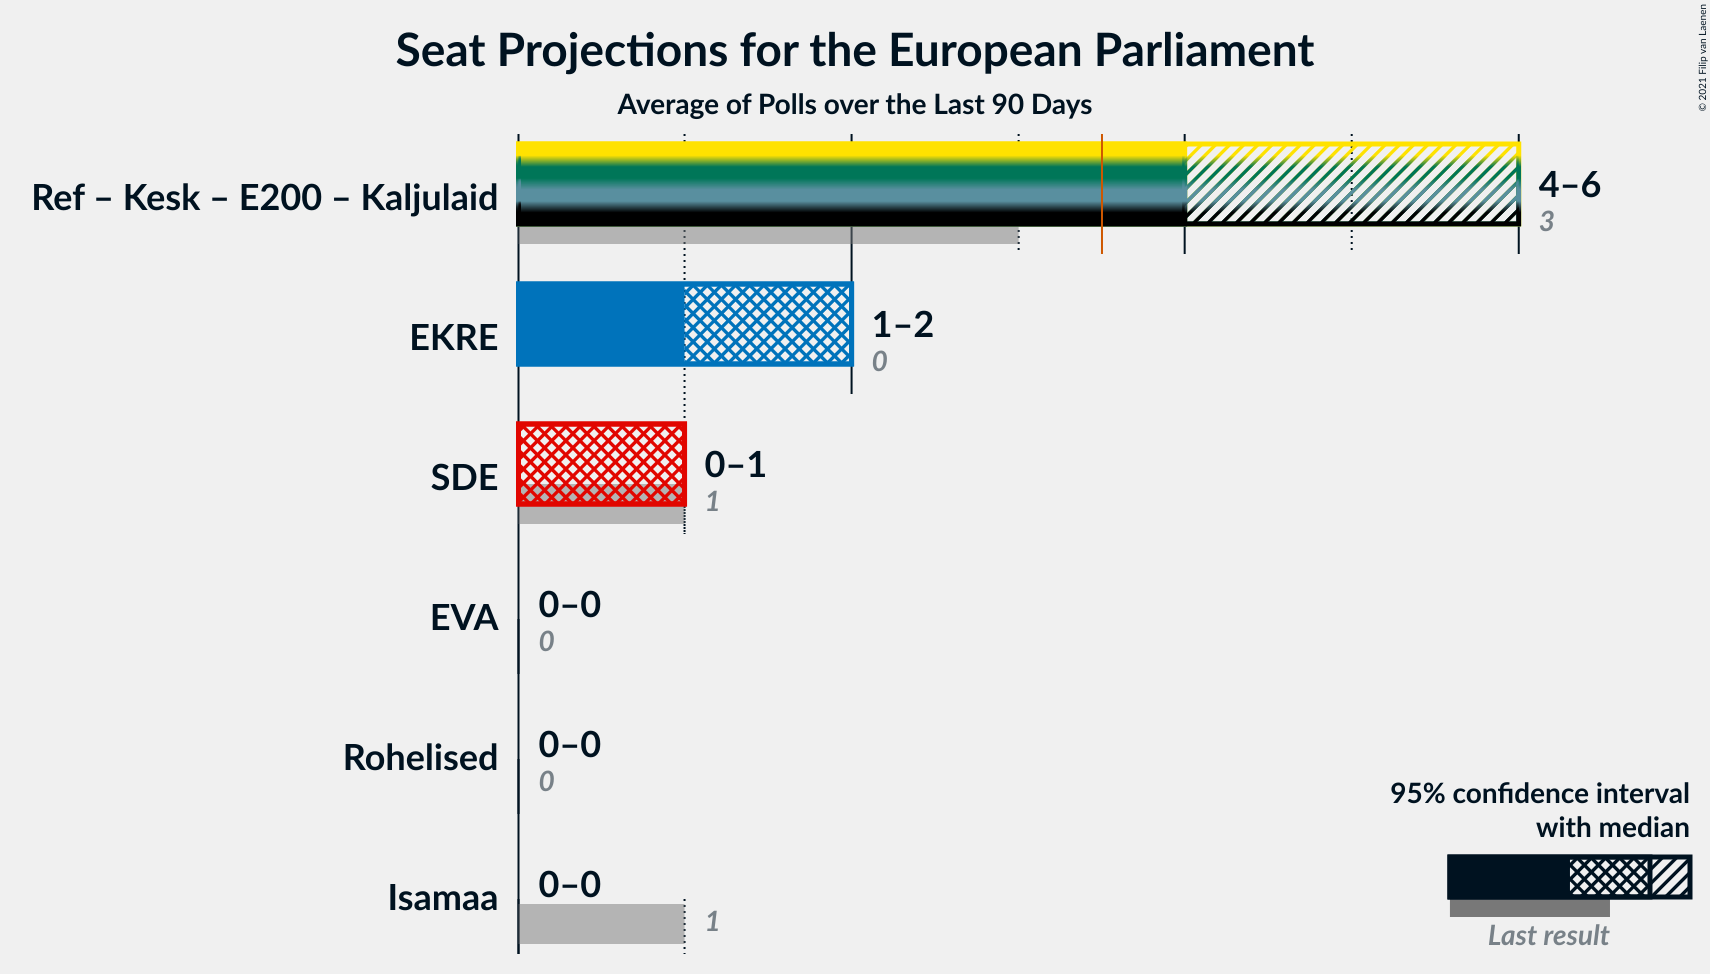 Seat Projections for the European Parliament
Average of Polls over the Last 90 Days
© 2021 Filip van Laenen
Ref – Kesk – E200 – Kaljulaid
4–6
3
EKRE
1–2
0
SDE
0–1
1
EVA
0–0
0
Rohelised
0–0
0
Isamaa
0–0
1
95% confidence interval
with median
Last result